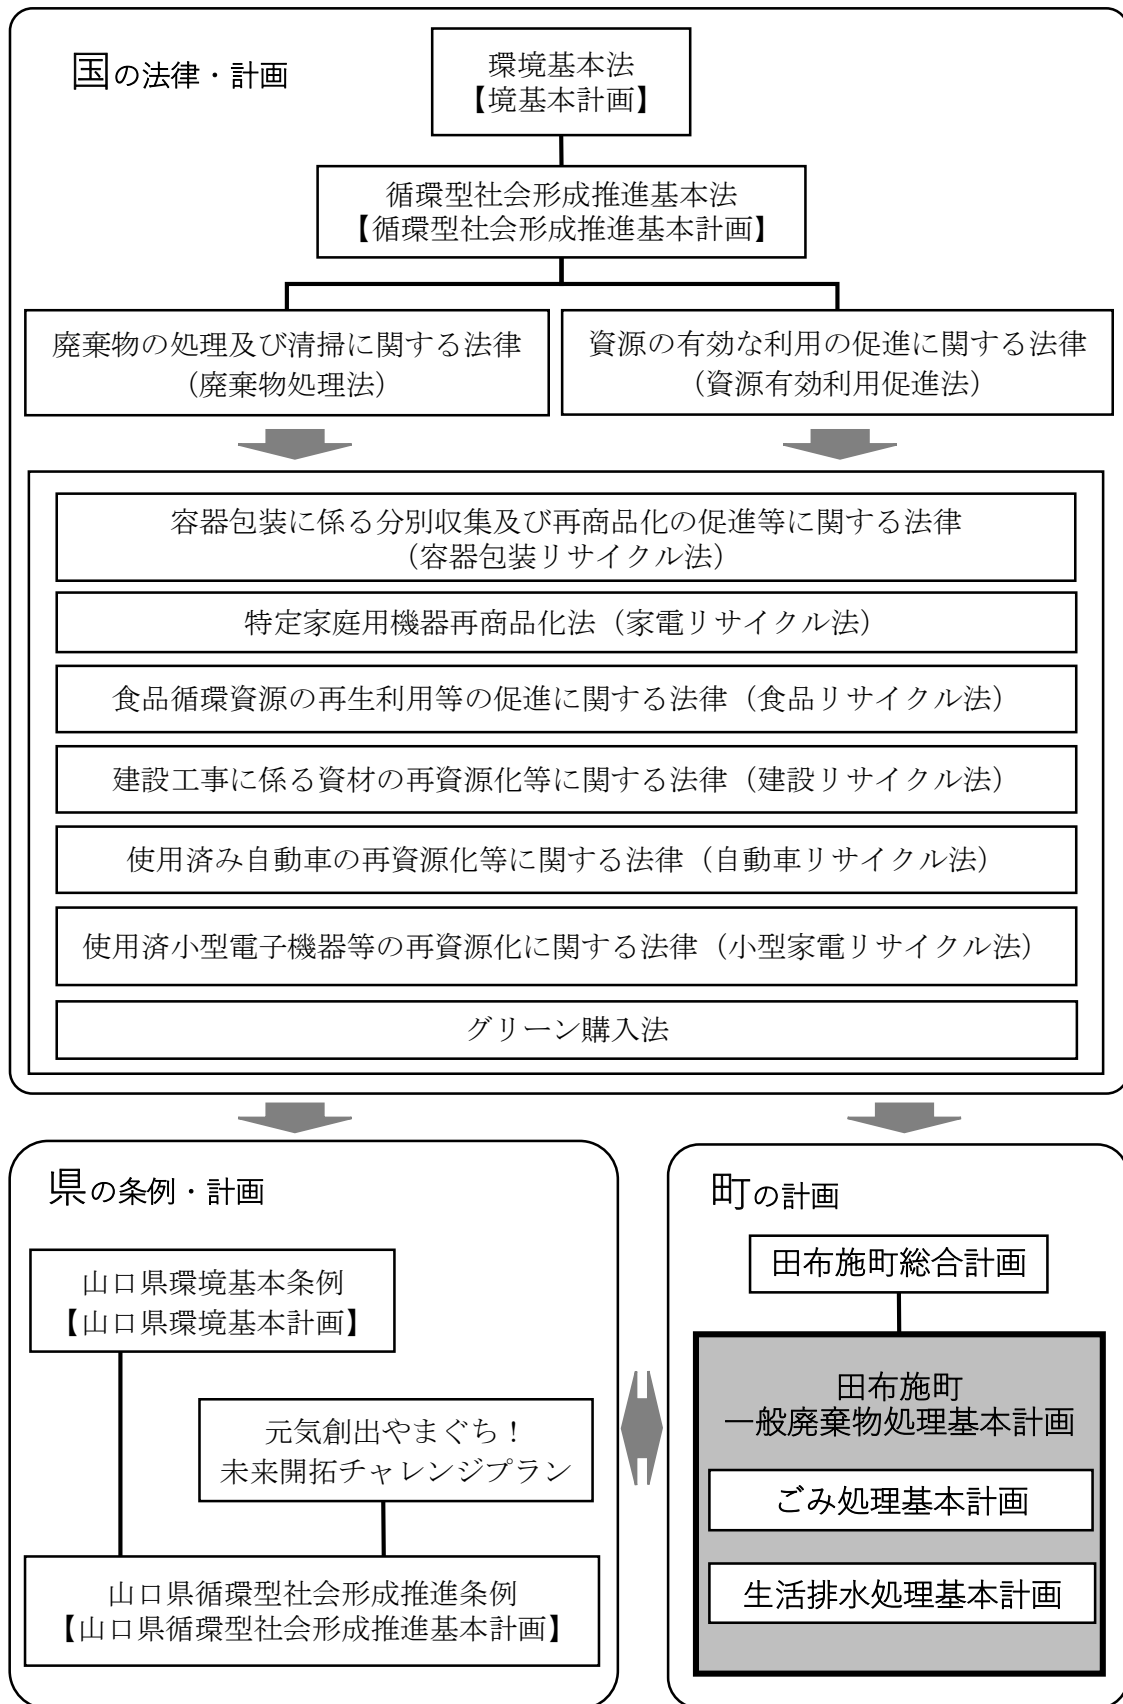 国の法律・計画
環境基本法
【境基本計画】
循環型社会形成推進基本法
【循環型社会形成推進基本計画】
廃棄物の処理及び清掃に関する法律
（廃棄物処理法）
資源の有効な利用の促進に関する法律
（資源有効利用促進法）
容器包装に係る分別収集及び再商品化の促進等に関する法律
（容器包装リサイクル法）
特定家庭用機器再商品化法（家電リサイクル法）
食品循環資源の再生利用等の促進に関する法律（食品リサイクル法）
建設工事に係る資材の再資源化等に関する法律（建設リサイクル法）
使用済み自動車の再資源化等に関する法律（自動車リサイクル法）
使用済小型電子機器等の再資源化に関する法律（小型家電リサイクル法）
グリーン購入法
県の条例・計画
山口県環境基本条例
【山口県環境基本計画】
元気創出やまぐち！
未来開拓チャレンジプラン
山口県循環型社会形成推進条例
【山口県循環型社会形成推進基本計画】
町の計画
田布施町総合計画
田布施町
一般廃棄物処理基本計画
ごみ処理基本計画
生活排水処理基本計画